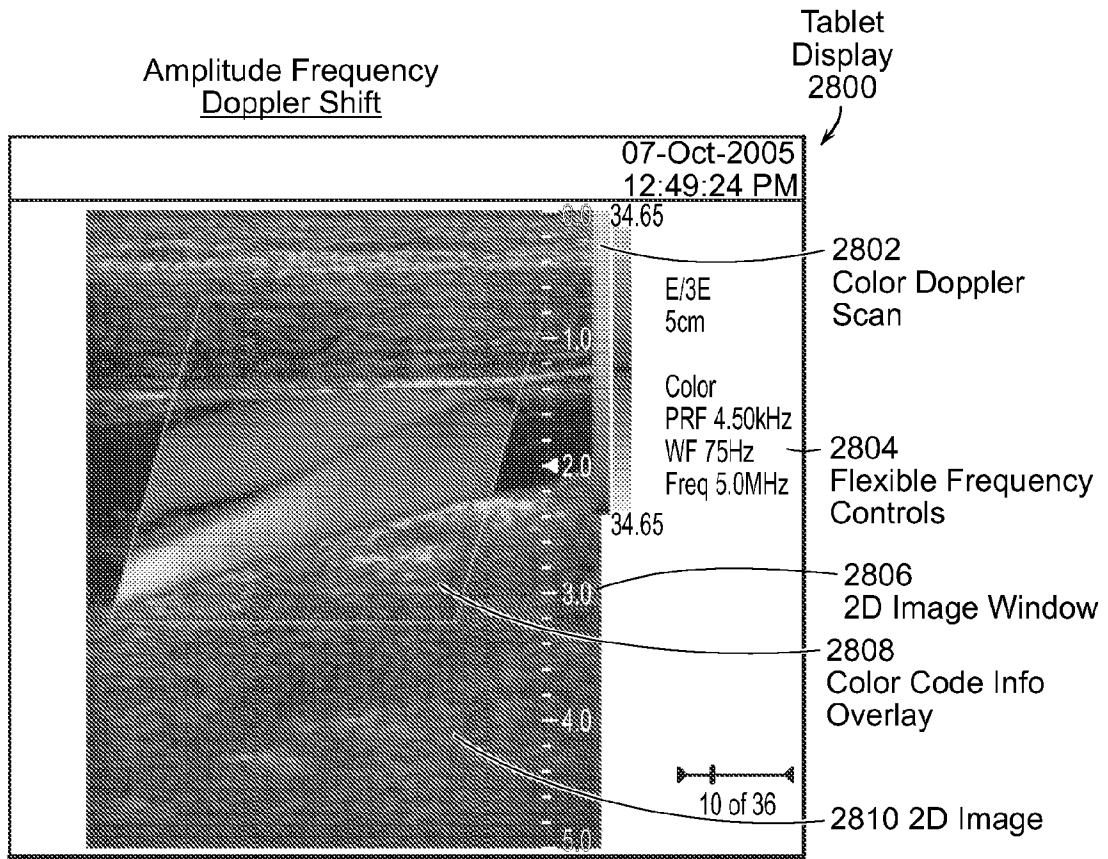 Tablet
Display
2800
Amplitude Frequency
Doppler Shift
07-Oct-2005
12:49:24 PM
0.0
34.65
2802
Color Doppler
Scan
E/3E
5cm
1.0
Color
PRF 4.50kHz
WF 75Hz
Freq 5.0MHz
2.0
2804
Flexible Frequency
Controls
34.65
3.0
2806
2D Image Window
2808
Color Code Info
Overlay
4.0
10 of 36
2810 2D Image
5.0